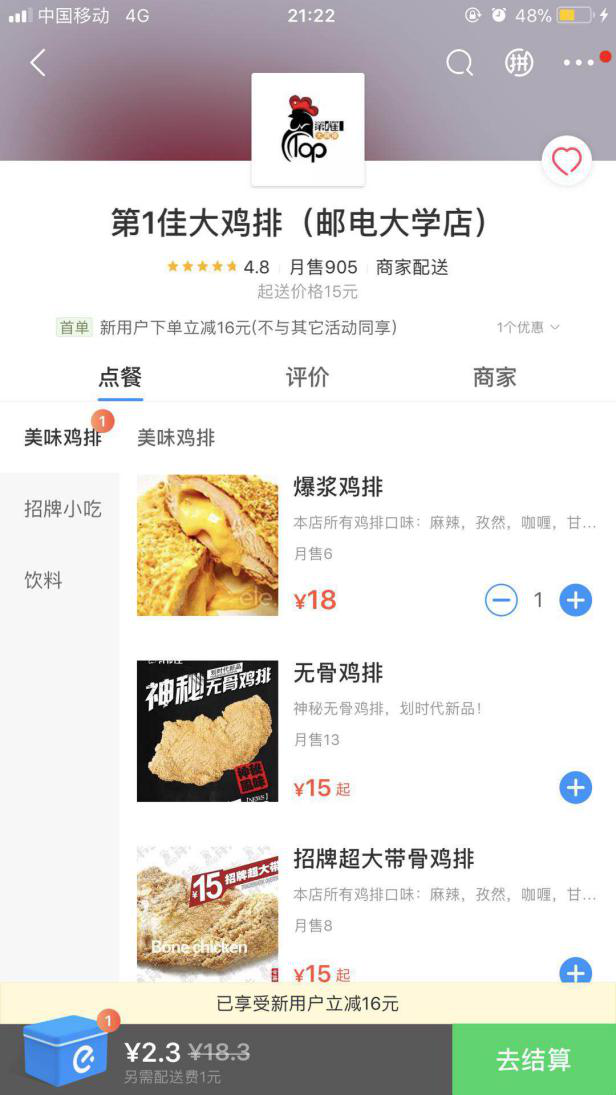 中国移动 4G
21:22
48%
拼
第1佳
大鸡排
Top
第1佳大鸡排（邮电大学店）
4.8 月售905 商家配送
起送价格15元
首单 新用户下单立减16元(不与其它活动同享) 1个优惠
点餐 评价 商家
美味鸡排 1
招牌小吃
饮料
美味鸡排
爆浆鸡排
本店所有鸡排口味：麻辣，孜然，咖喱，甘...
月售6
¥18
1
ele
划时代新品
神秘无骨鸡排
无骨鸡排
神秘无骨鸡排，划时代新品！
月售13
¥15 起
[NEWS]
¥15 招牌超大带
Bone chicken
招牌超大带骨鸡排
本店所有鸡排口味：麻辣，孜然，咖喱，甘...
月售8
¥15 起
已享受新用户立减16元
1
¥2.3 ¥18.3
另需配送费1元
去结算